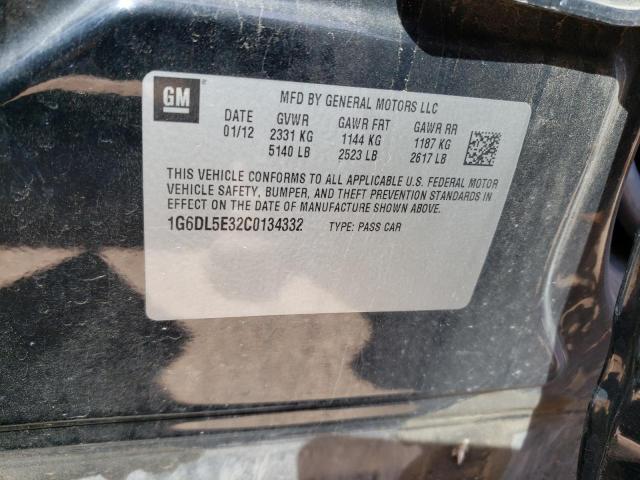 GM
MFD BY GENERAL MOTORS LLC
DATE GVWR GAWR FRT GAWR RR
01/12 2331 KG 1144 KG 1187 KG
5140 LB 2523 LB 2617 LB
THIS VEHICLE CONFORMS TO ALL APPLICABLE U.S. FEDERAL MOTOR
VEHICLE SAFETY, BUMPER, AND THEFT PREVENTION STANDARDS IN
EFFECT ON THE DATE OF MANUFACTURE SHOWN ABOVE.
1G6DL5E32C0134332 TYPE: PASS CAR